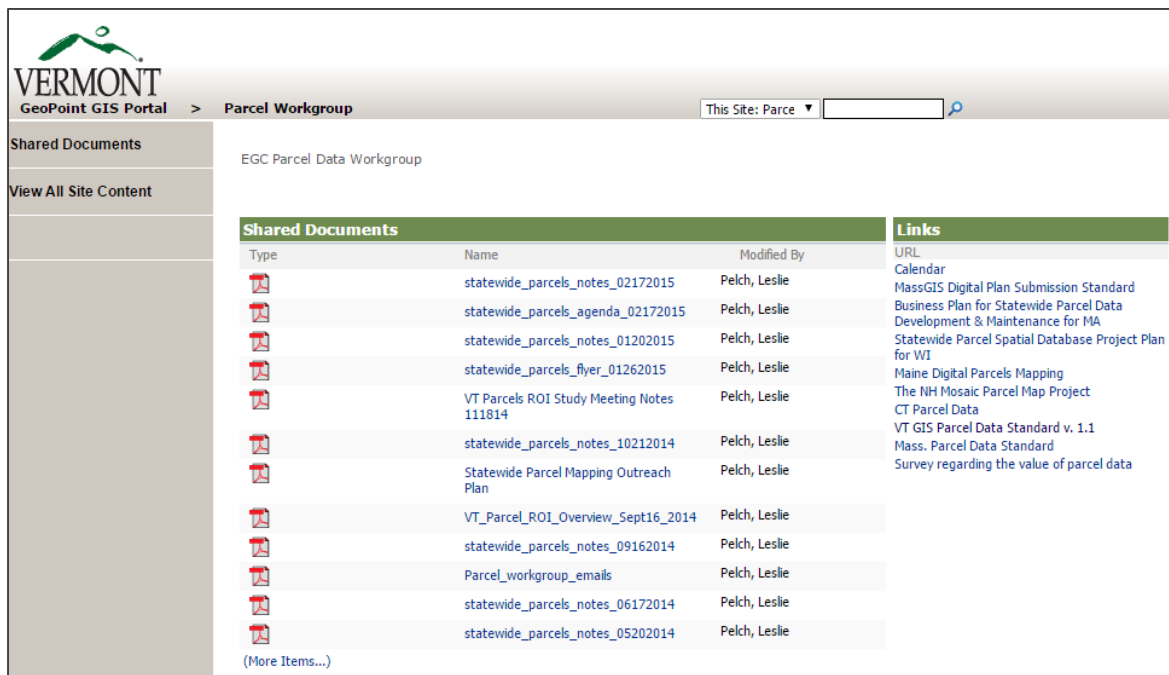 VERMONT
GeoPoint GIS Portal > Parcel Workgroup
This Site: Parce ▼
Shared Documents
View All Site Content
EGC Parcel Data Workgroup
Shared Documents
Type Name Modified By
statewide_parcels_notes_02172015 Pelch, Leslie
statewide_parcels_agenda_02172015 Pelch, Leslie
statewide_parcels_notes_01202015 Pelch, Leslie
statewide_parcels_flyer_01262015 Pelch, Leslie
VT Parcels ROI Study Meeting Notes Pelch, Leslie
111814
statewide_parcels_notes_10212014 Pelch, Leslie
Statewide Parcel Mapping Outreach Pelch, Leslie
Plan
VT_Parcel_ROI_Overview_Sept16_2014 Pelch, Leslie
statewide_parcels_notes_09162014 Pelch, Leslie
Parcel_workgroup_emails Pelch, Leslie
statewide_parcels_notes_06172014 Pelch, Leslie
statewide_parcels_notes_05202014 Pelch, Leslie
(More Items...)
Links
URL
Calendar
MassGIS Digital Plan Submission Standard
Business Plan for Statewide Parcel Data
Development & Maintenance for MA
Statewide Parcel Spatial Database Project Plan
for WI
Maine Digital Parcels Mapping
The NH Mosaic Parcel Map Project
CT Parcel Data
VT GIS Parcel Data Standard v. 1.1
Mass. Parcel Data Standard
Survey regarding the value of parcel data